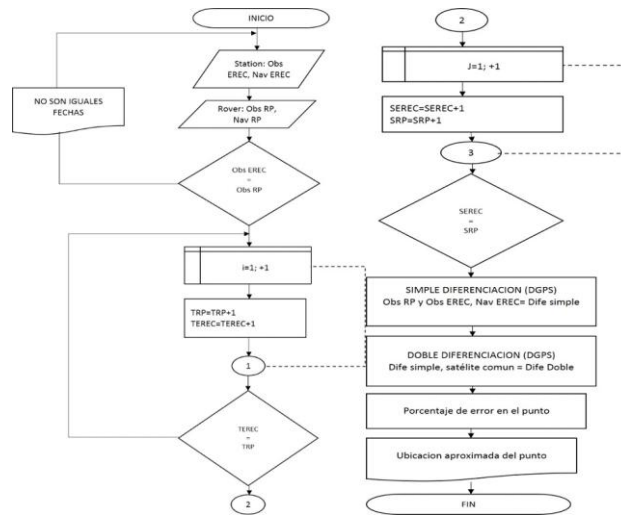 INICIO
Station: Obs
EREC, Nav EREC
NO SON IGUALES
FECHAS
Rover: Obs RP,
Nav RP
Obs EREC
=
Obs RP
i=1; +1
TRP=TRP+1
TEREC=TEREC+1
1
TEREC
=
TRP
2
2
J=1; +1
SEREC=SEREC+1
SRP=SRP+1
3
SEREC
=
SRP
SIMPLE DIFERENCIACION (DGPS)
Obs RP y Obs EREC, Nav EREC= Dife simple
DOBLE DIFERENCIACION (DGPS)
Dife simple, satélite comun = Dife Doble
Porcentaje de error en el punto
Ubicacion aproximada del punto
FIN